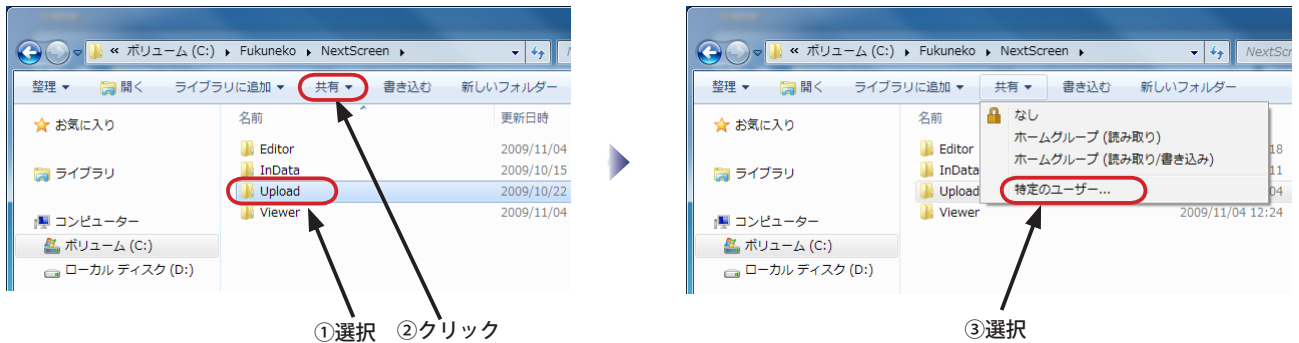 « ボリューム (C:) ▸ Fukuneko ▸ NextScreen ▸
整理 ▼ 開く ライブラリに追加 ▼ 共有 ▼ 書き込む 新しいフォルダー
お気に入り
ライブラリ
コンピューター
ボリューム (C:)
ローカル ディスク (D:)
名前 更新日時
Editor 2009/11/04
InData 2009/10/15
Upload 2009/10/22
Viewer 2009/11/04
①選択 ②クリック
« ボリューム (C:) ▸ Fukuneko ▸ NextScreen ▸ NextScr
整理 ▼ 開く ライブラリに追加 ▼ 共有 ▼ 書き込む 新しいフォルダー
お気に入り
ライブラリ
コンピューター
ボリューム (C:)
ローカル ディスク (D:)
名前
Editor 18
InData 11
Upload 04
Viewer 2009/11/04 12:24
なし
ホームグループ (読み取り)
ホームグループ (読み取り/書き込み)
特定のユーザー...
③選択